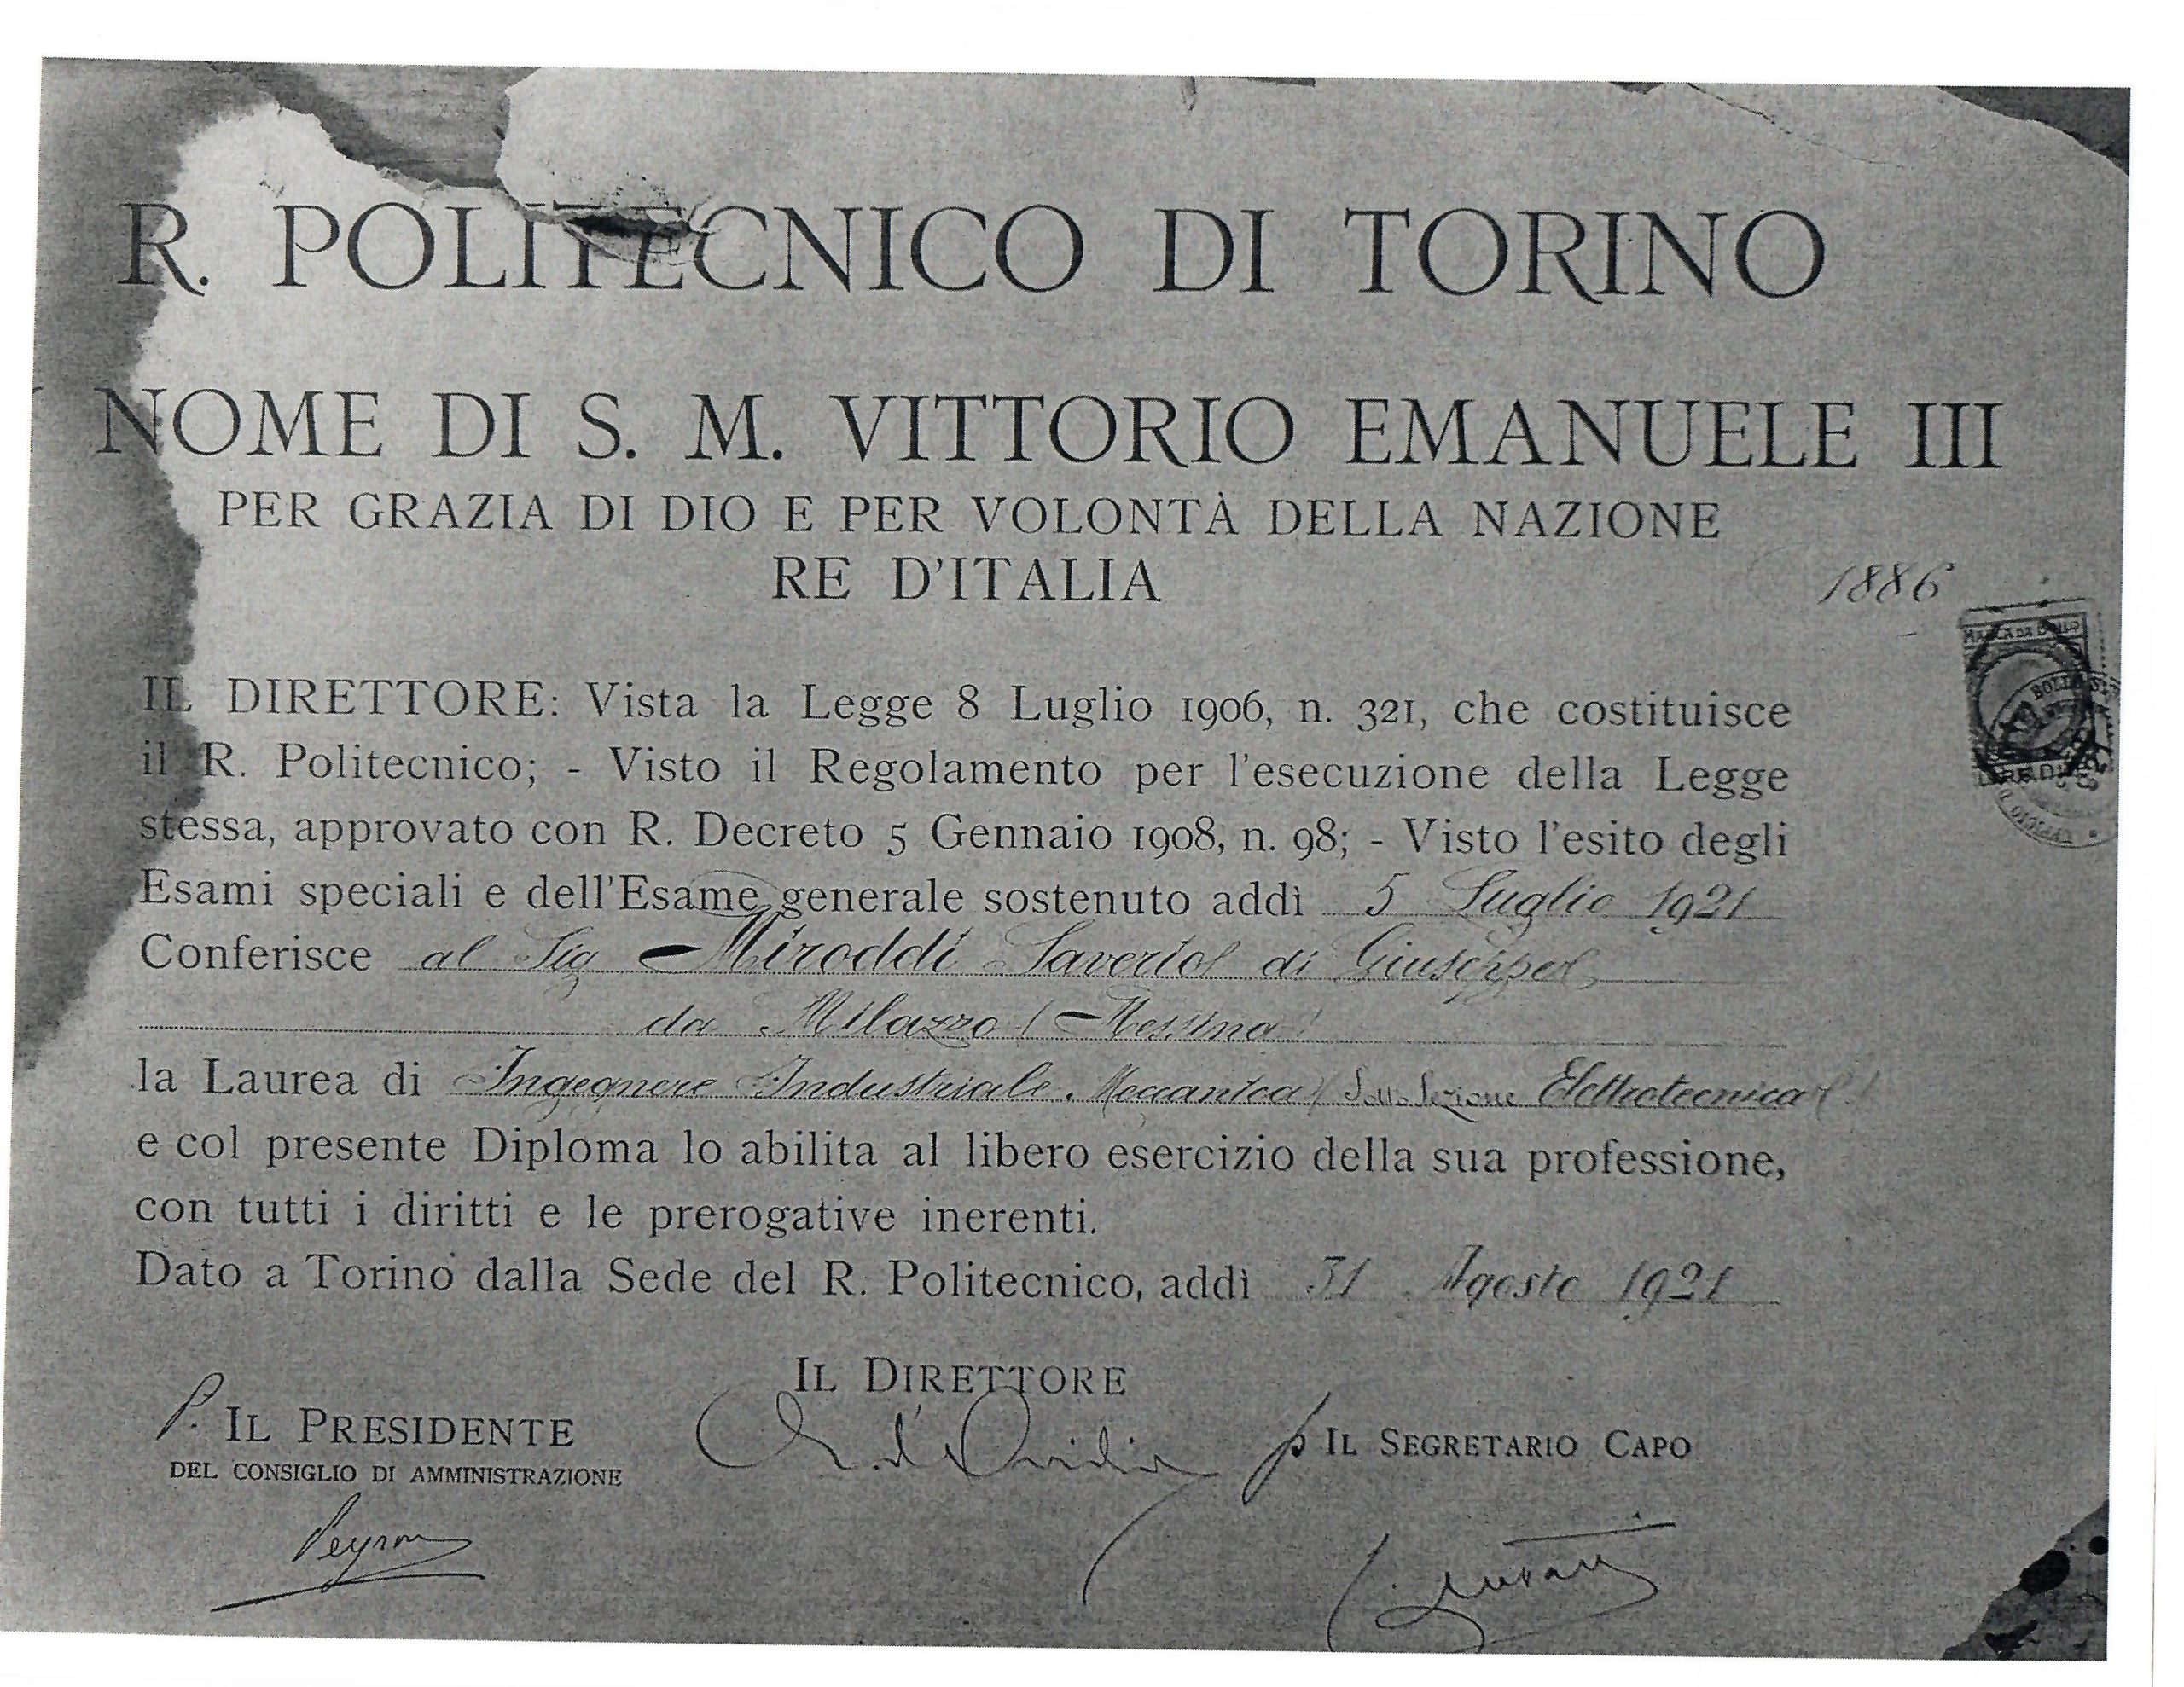 R. POLITECNICO DI TORINO
NOME DI S. M. VITTORIO EMANUELE III
PER GRAZIA DI DIO E PER VOLONTÀ DELLA NAZIONE
RE D'ITALIA
1886
MARCA DA BOLLO
IL DIRETTORE: Vista la Legge 8 Luglio 1906, n. 321, che costituisce
il R. Politecnico; - Visto il Regolamento per l'esecuzione della Legge
stessa, approvato con R. Decreto 5 Gennaio 1908, n. 98; - Visto l'esito degli
Esami speciali e dell'Esame generale sostenuto addì 5 Luglio 1921
Conferisce al Sig Miroddi Saverio di Giuseppe
da Milazzo (Messina)
la Laurea di Ingegnere Industriale Meccanica (Sotto Sezione Elettrotecnica)
e col presente Diploma lo abilita al libero esercizio della sua professione,
con tutti i diritti e le prerogative inerenti.
Dato a Torino dalla Sede del R. Politecnico, addì 31 Agosto 1921
IL DIRETTORE
P. IL PRESIDENTE
DEL CONSIGLIO DI AMMINISTRAZIONE
p IL SEGRETARIO CAPO
E. d'Ovidio
Peyron